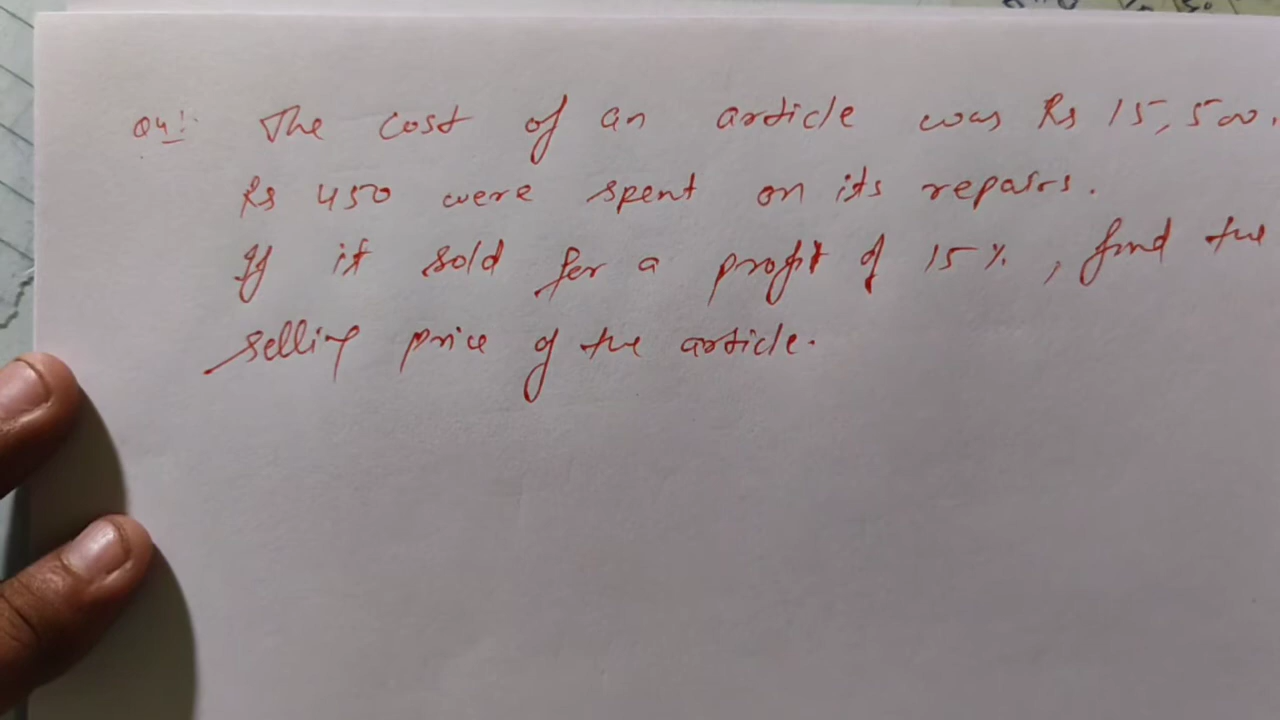 Q4:- The cost of an article was Rs 15,500.
Rs 450 were spent on its repairs.
If it sold for a profit of 15%, find the
selling price of the article.